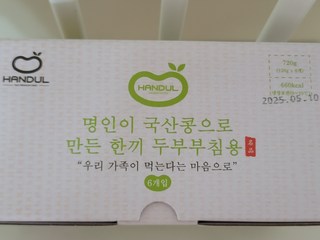 HANDUL
HANDUL
720g
2025.05.10
명인이 국산콩으로
만든 한끼 두부부침용
"우리 가족이 먹는다는 마음으로"
6개입